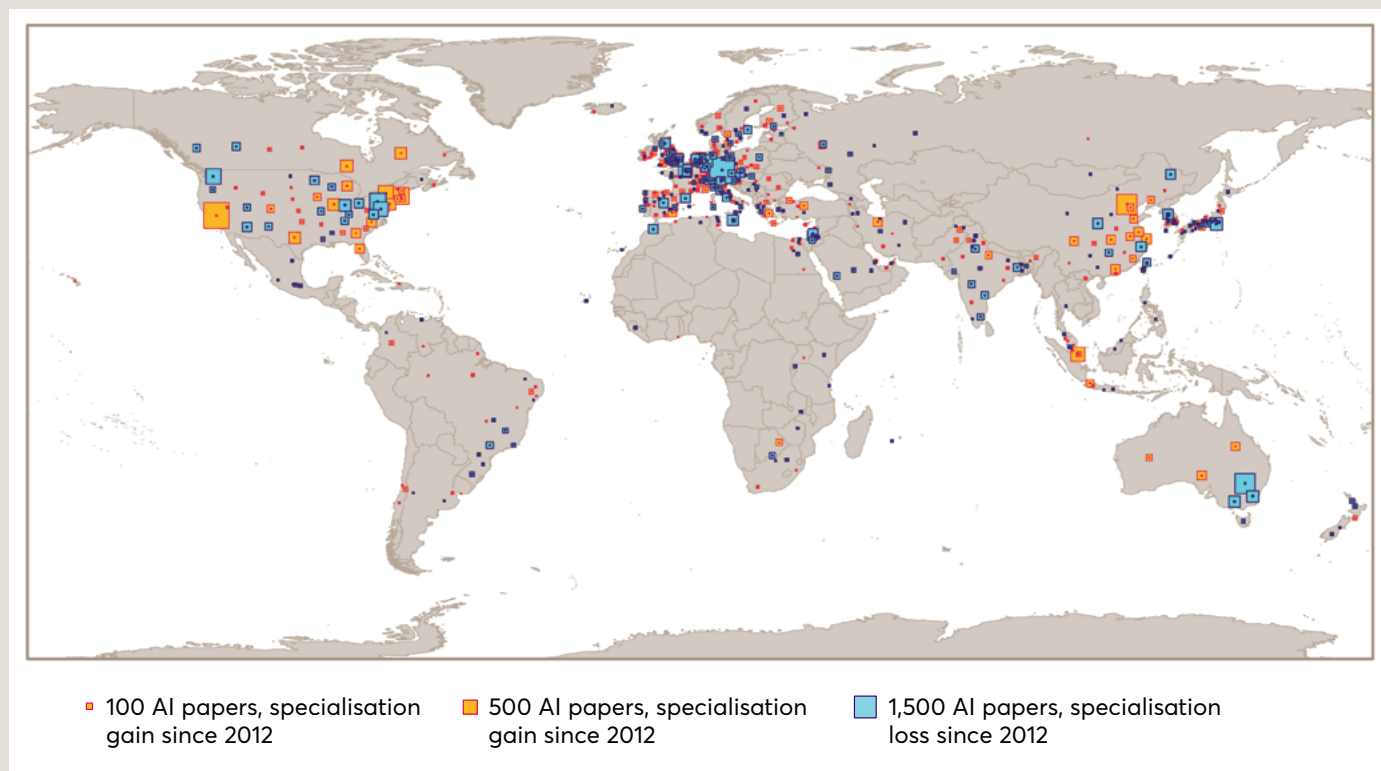 100 AI papers, specialisation
gain since 2012
500 AI papers, specialisation
gain since 2012
1,500 AI papers, specialisation
loss since 2012